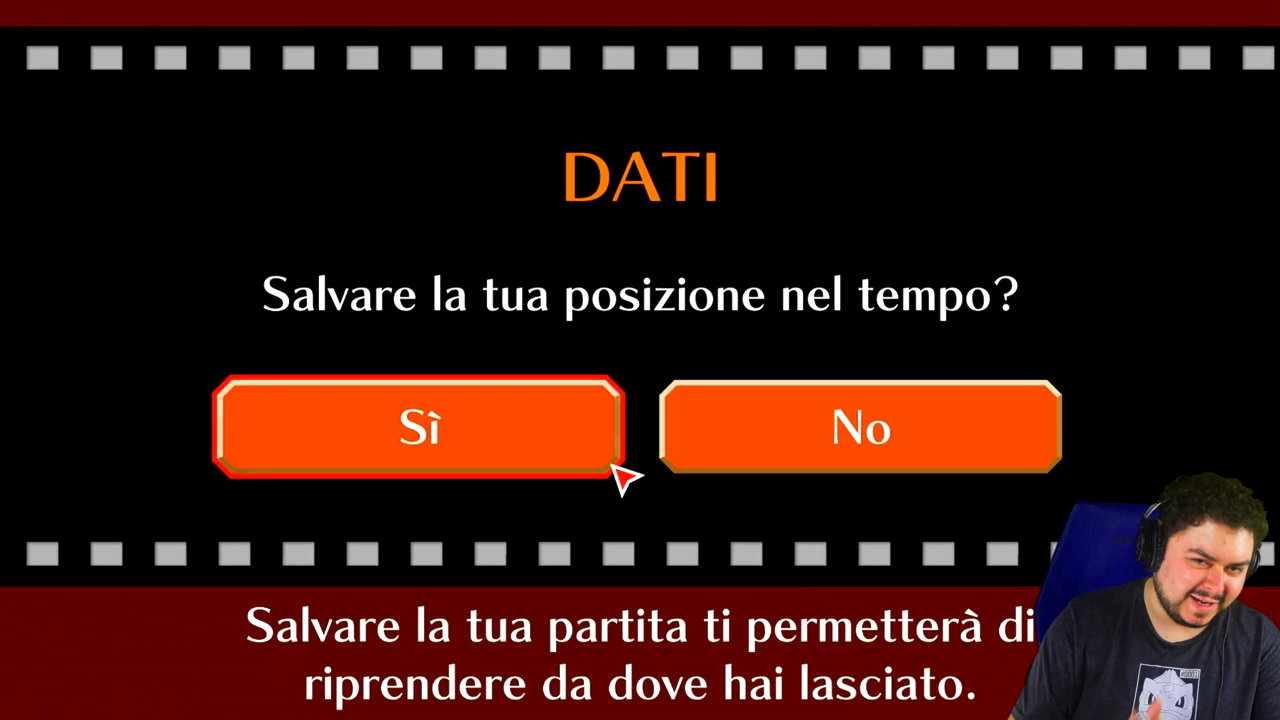 DATI
Salvare la tua posizione nel tempo?
Sì
No
Salvare la tua partita ti permetterà di
riprendere da dove hai lasciato.